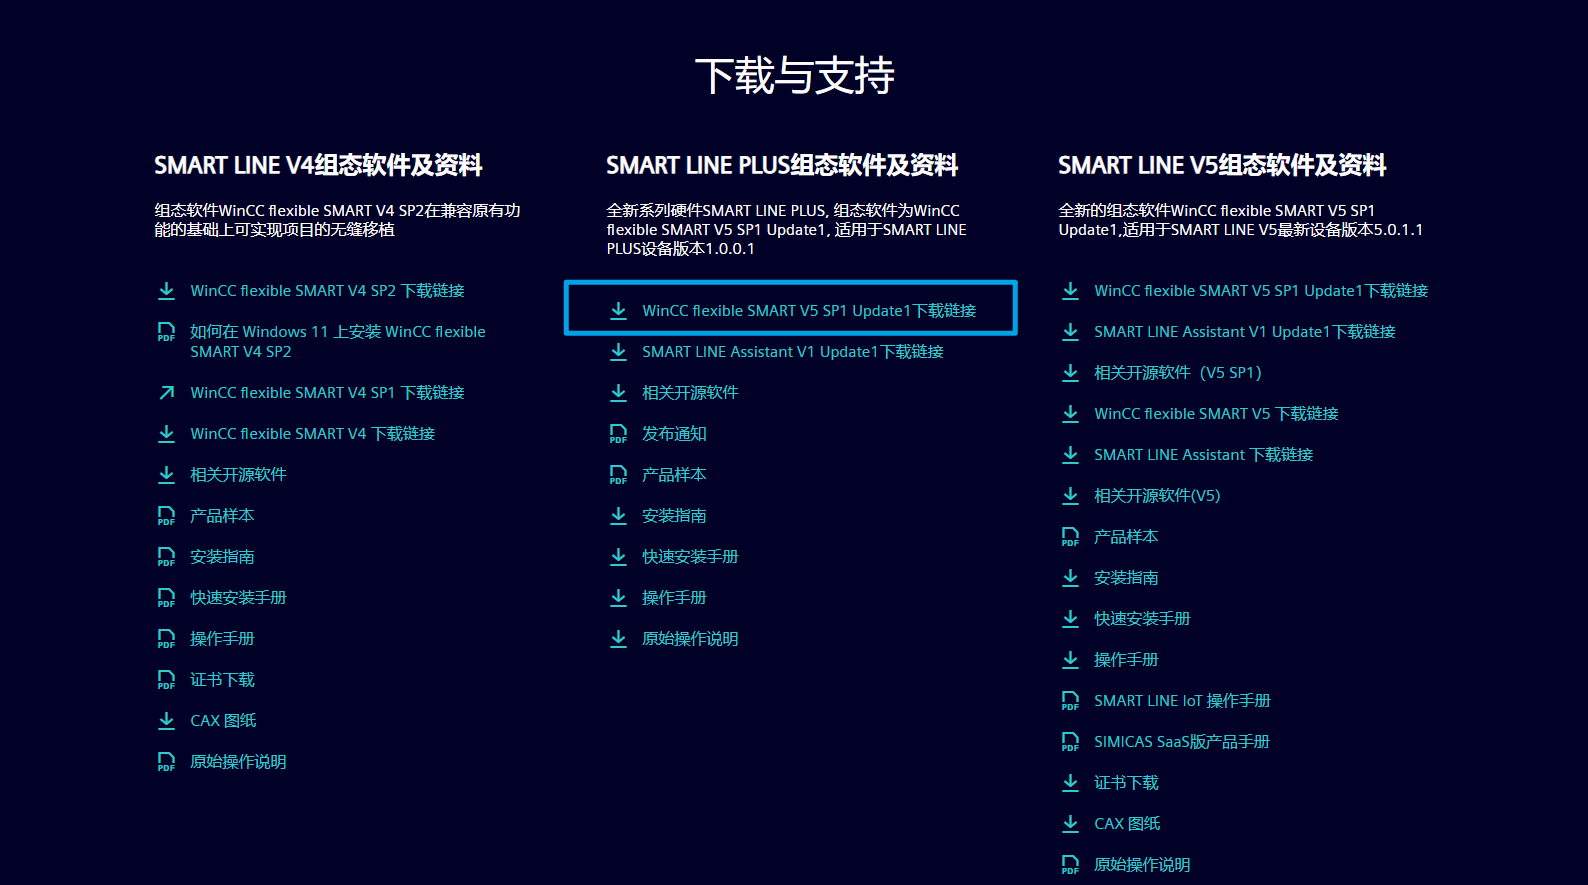 下载与支持
SMART LINE V4组态软件及资料
组态软件WinCC flexible SMART V4 SP2在兼容原有功
能的基础上可实现项目的无缝移植
WinCC flexible SMART V4 SP2 下载链接
PDF
如何在 Windows 11 上安装 WinCC flexible
SMART V4 SP2
WinCC flexible SMART V4 SP1 下载链接
WinCC flexible SMART V4 下载链接
相关开源软件
PDF 产品样本
PDF 安装指南
PDF 快速安装手册
PDF 操作手册
PDF 证书下载
CAX 图纸
PDF 原始操作说明
SMART LINE PLUS组态软件及资料
全新系列硬件SMART LINE PLUS, 组态软件为WinCC
flexible SMART V5 SP1 Update1, 适用于SMART LINE
PLUS设备版本1.0.0.1
WinCC flexible SMART V5 SP1 Update1下载链接
SMART LINE Assistant V1 Update1下载链接
相关开源软件
PDF 发布通知
PDF 产品样本
安装指南
快速安装手册
操作手册
原始操作说明
SMART LINE V5组态软件及资料
全新的组态软件WinCC flexible SMART V5 SP1
Update1,适用于SMART LINE V5最新设备版本5.0.1.1
WinCC flexible SMART V5 SP1 Update1下载链接
SMART LINE Assistant V1 Update1下载链接
相关开源软件（V5 SP1）
WinCC flexible SMART V5 下载链接
SMART LINE Assistant 下载链接
相关开源软件(V5)
PDF 产品样本
安装指南
快速安装手册
操作手册
PDF SMART LINE IoT 操作手册
PDF SIMICAS SaaS版产品手册
证书下载
CAX 图纸
PDF 原始操作说明